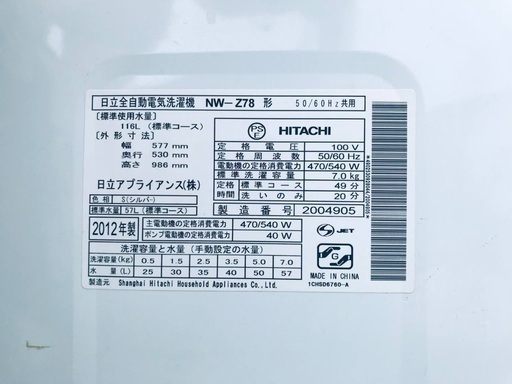 日立全自動電気洗濯機 NW-Z78 形 50/60Hz共用
[標準使用水量]
116L (標準コース)
[外形寸法]
幅 577 mm
奥行 530 mm
高さ 986 mm
日立アプライアンス(株)
色相 S(シルバー)
標準水量 57L (標準コース)
PS
E
HITACHI
定格電圧 100 V
定格周波数 50/60 Hz
電動機の定格消費電力 470/540 W
標準洗濯容量 7.0 kg
定格 標準コース 49 分
時間 洗いのみ 20 分
製造番号 2004905
2012年製
主電動機の定格消費電力 470/540 W
ポンプ電動機の定格消費電力 40 W
洗濯容量と水量 (手動設定の水量)
洗濯容量(kg) 0.5 1.5 2.5 3.5 5.0 7.0
水量(L) 25 30 35 40 50 57
製造元 Shanghai Hitachi Household Appliances Co., Ltd.
S-JET
G
MADE IN CHINA
1CHSD6760-A